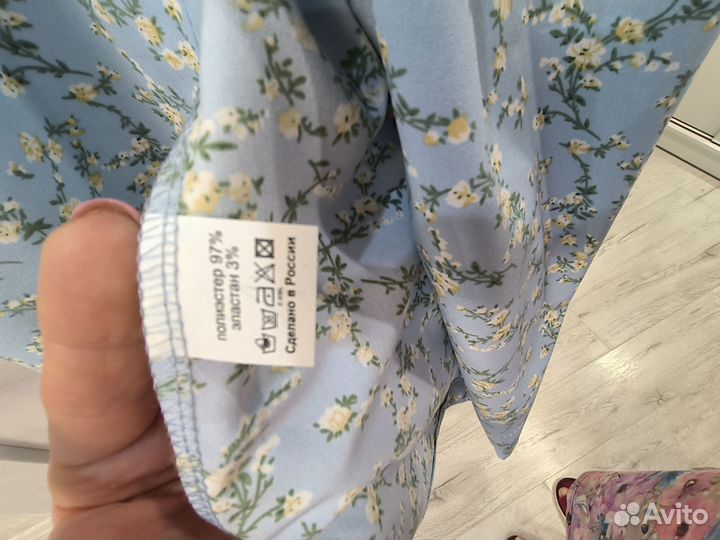 полиэстер 97%
эластан 3%
Сделано в России
Avito